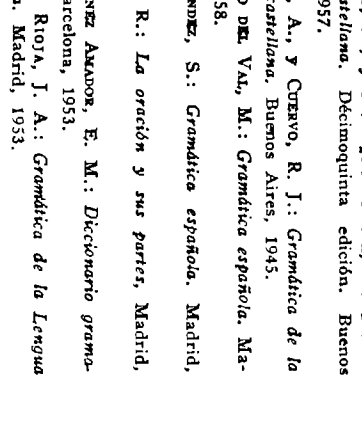 stellana. Décimoquinta edición. Buenos
1957.
, A., y Cuervo, R. J.: Gramática de la
castellana. Buenos Aires, 1945.
o del Val, M.: Gramática española. Ma-
58.
ndez, S.: Gramática española. Madrid,
R.: La oración y sus partes, Madrid,
nez Amador, E. M.: Diccionario grama-
arcelona, 1953.
Rioja, J. A.: Gramática de la Lengua
a. Madrid, 1953.